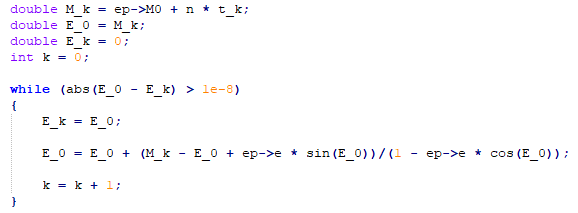 double M_k = ep->M0 + n * t_k;
double E_0 = M_k;
double E_k = 0;
int k = 0;
while (abs(E_0 - E_k) > 1e-8)
{
E_k = E_0;
E_0 = E_0 + (M_k - E_0 + ep->e * sin(E_0))/(1 - ep->e * cos(E_0));
k = k + 1;
}